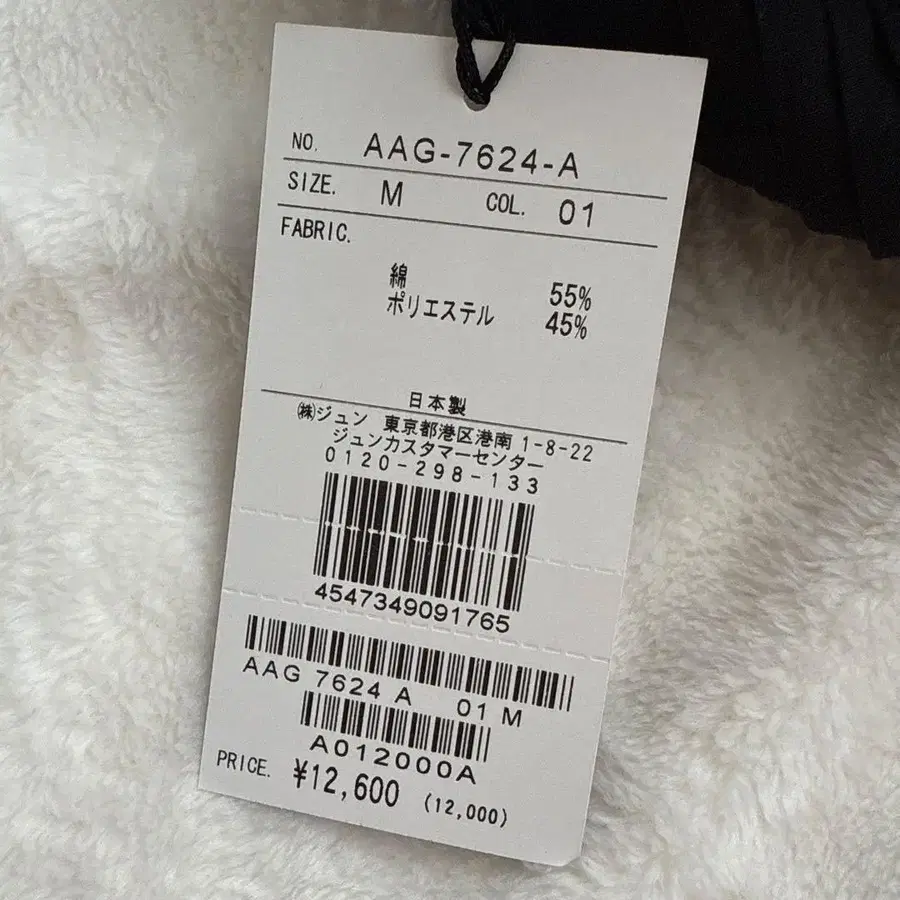 NO. AAG-7624-A
SIZE. M COL. 01
FABRIC.
綿 55%
ポリエステル 45%
日本製
㈱ジュン 東京都港区港南 1-8-22
ジュンカスタマーセンター
0120-298-133
4547349091765
AAG 7624 A 01 M
A012000A
PRICE. ¥12,600 (12,000)